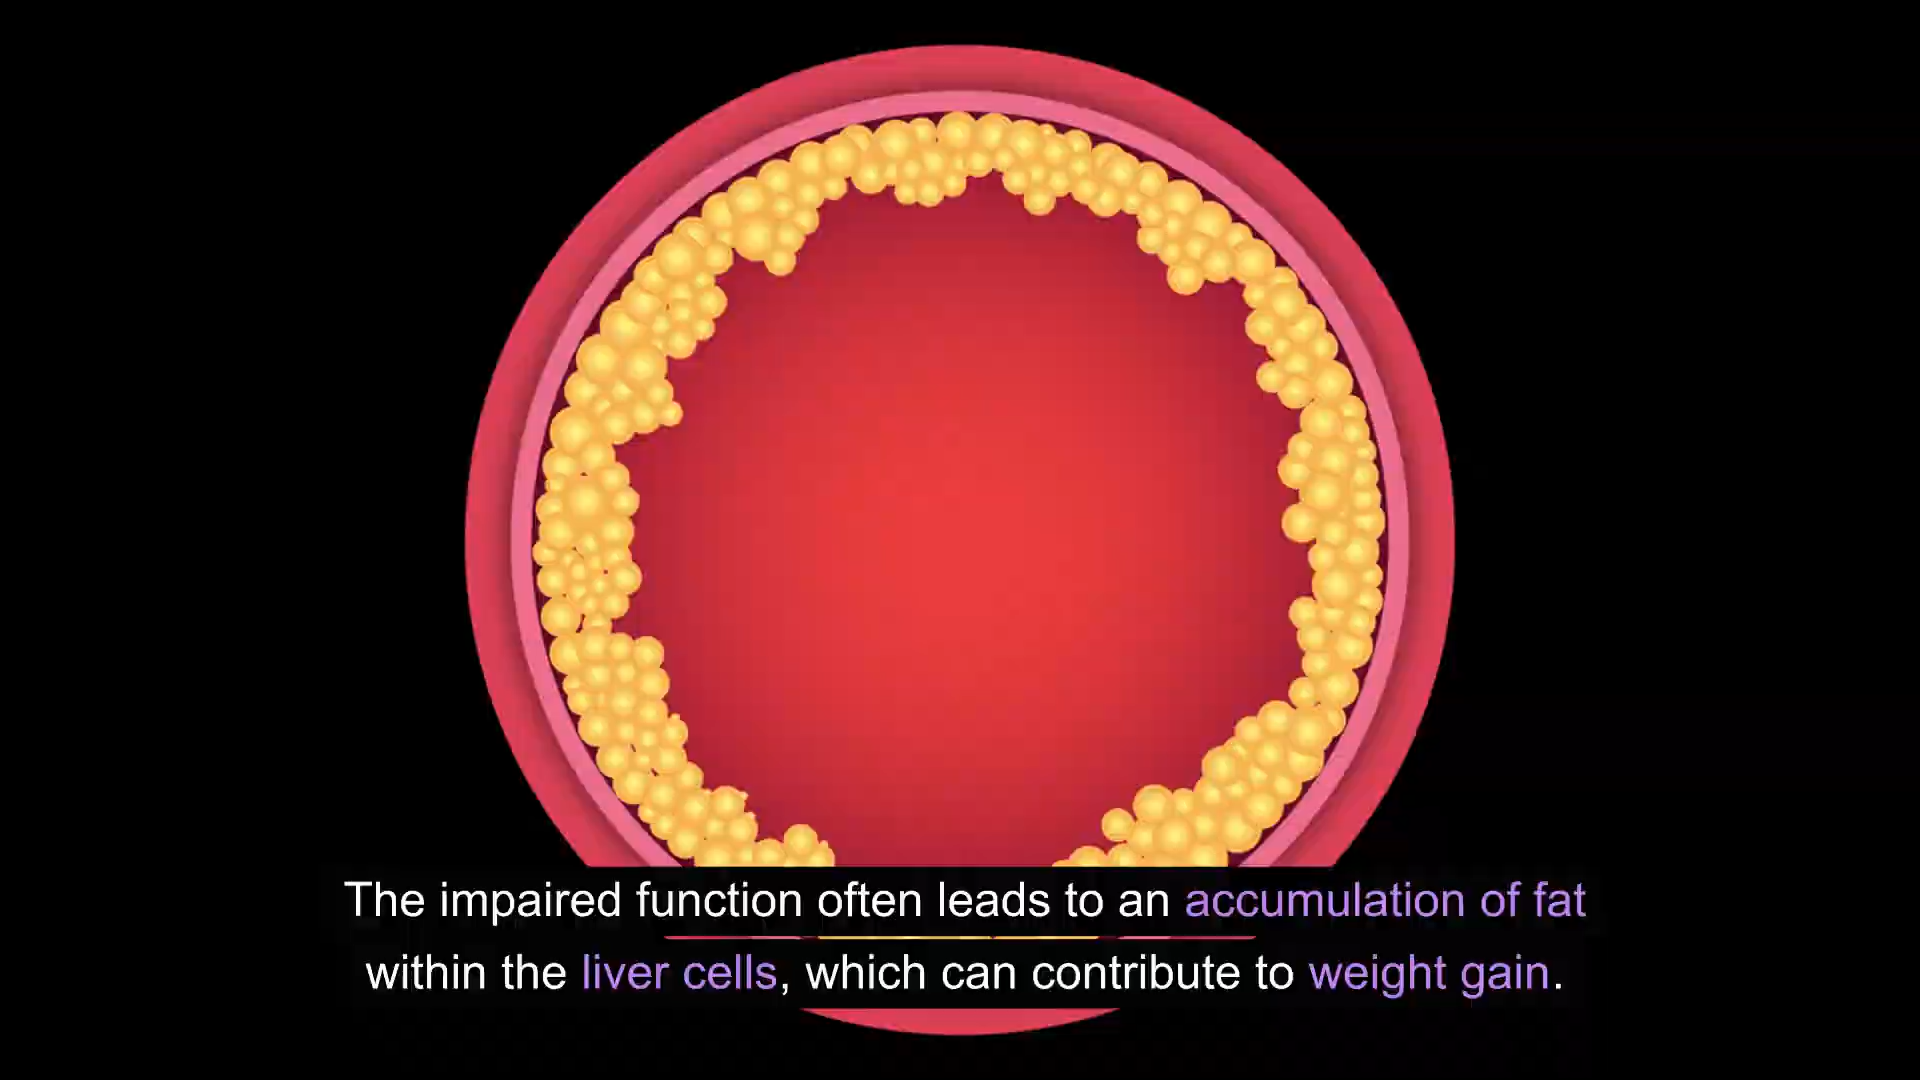 The impaired function often leads to an accumulation of fat
within the liver cells, which can contribute to weight gain.